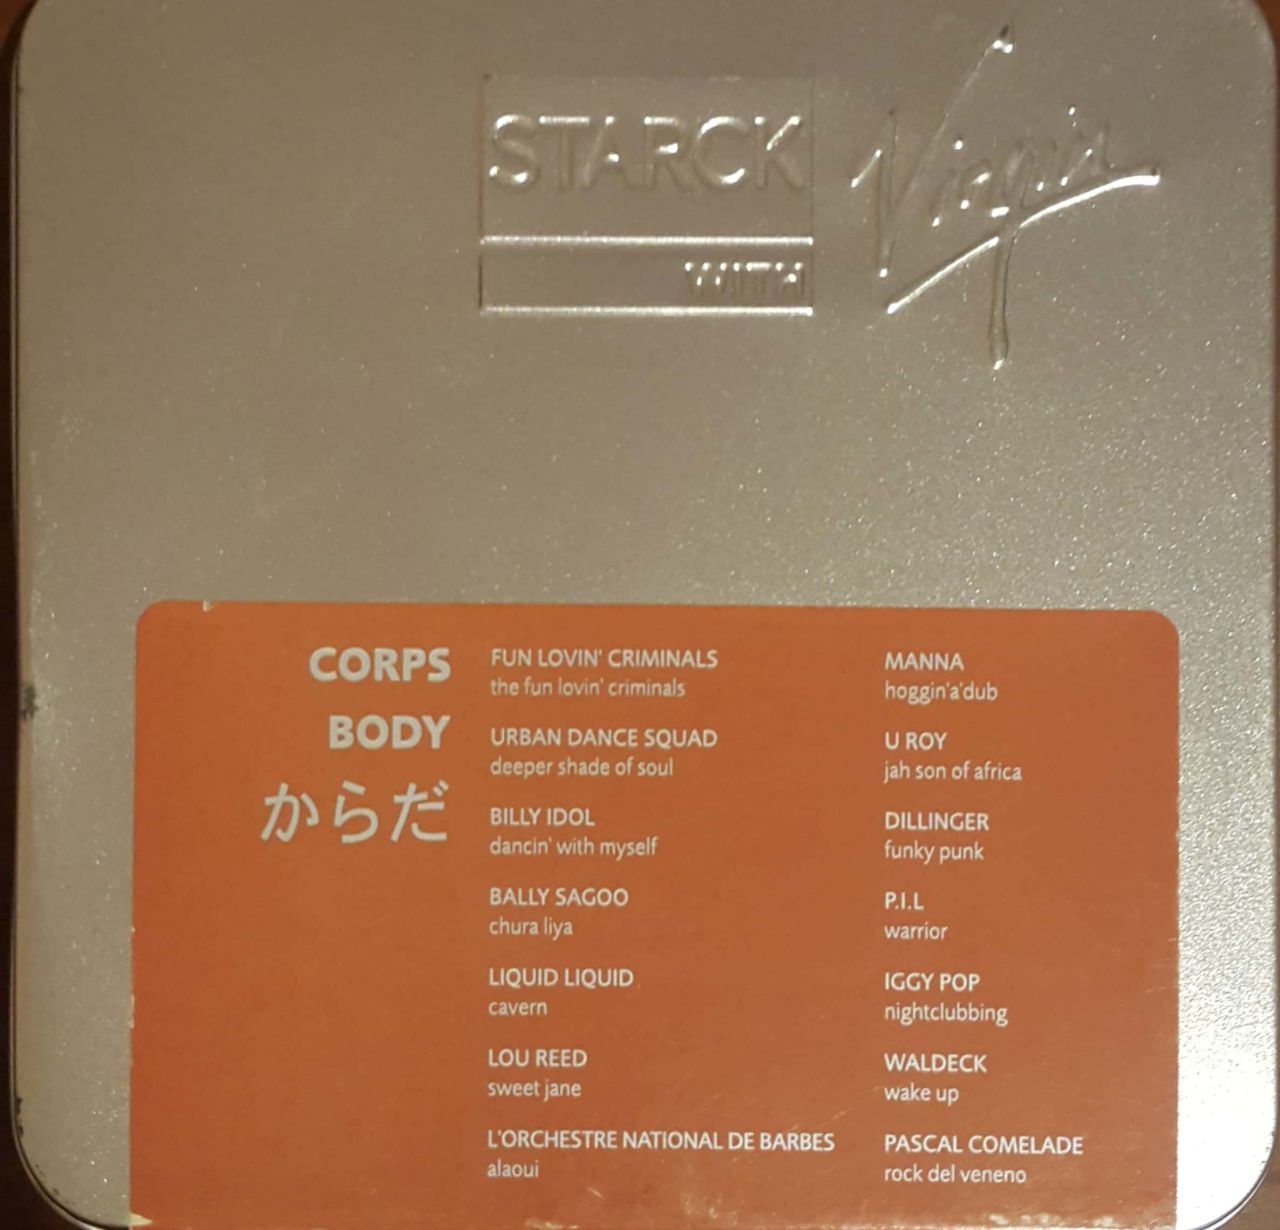 STARCK
WITH
Virgin
CORPS
BODY
からだ
FUN LOVIN' CRIMINALS
the fun lovin' criminals
URBAN DANCE SQUAD
deeper shade of soul
BILLY IDOL
dancin' with myself
BALLY SAGOO
chura liya
LIQUID LIQUID
cavern
LOU REED
sweet jane
L'ORCHESTRE NATIONAL DE BARBES
alaoui
MANNA
hoggin'a'dub
U ROY
jah son of africa
DILLINGER
funky punk
P.I.L
warrior
IGGY POP
nightclubbing
WALDECK
wake up
PASCAL COMELADE
rock del veneno